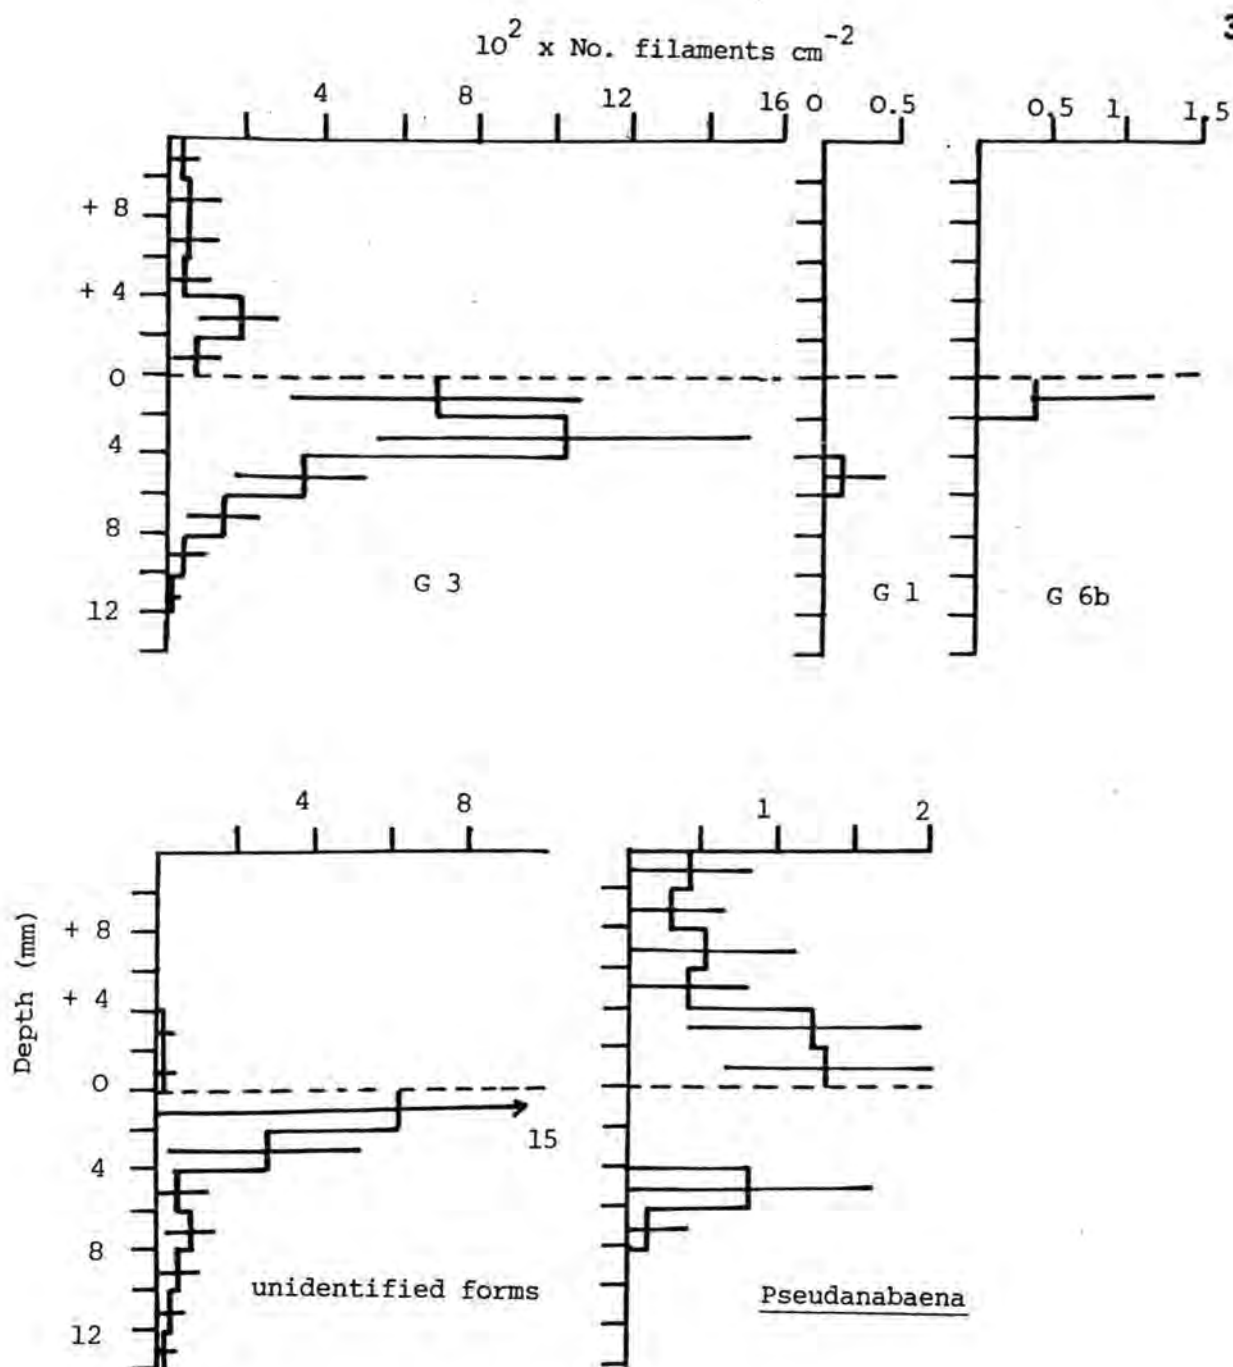 3
10² x No. filaments cm⁻²
4 8 12 16 0 0.5 0.5 1 1.5
+ 8
+ 4
0
4
8
12
G 3
G 1
G 6b
4 8
1 2
Depth (mm)
+ 8
+ 4
0
4
8
12
15
unidentified forms
Pseudanabaena